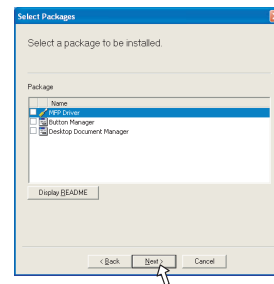 Select Packages
Select a package to be installed.
Package
Name
MFP Driver
Button Manager
Desktop Document Manager
Display README
< Back Next > Cancel